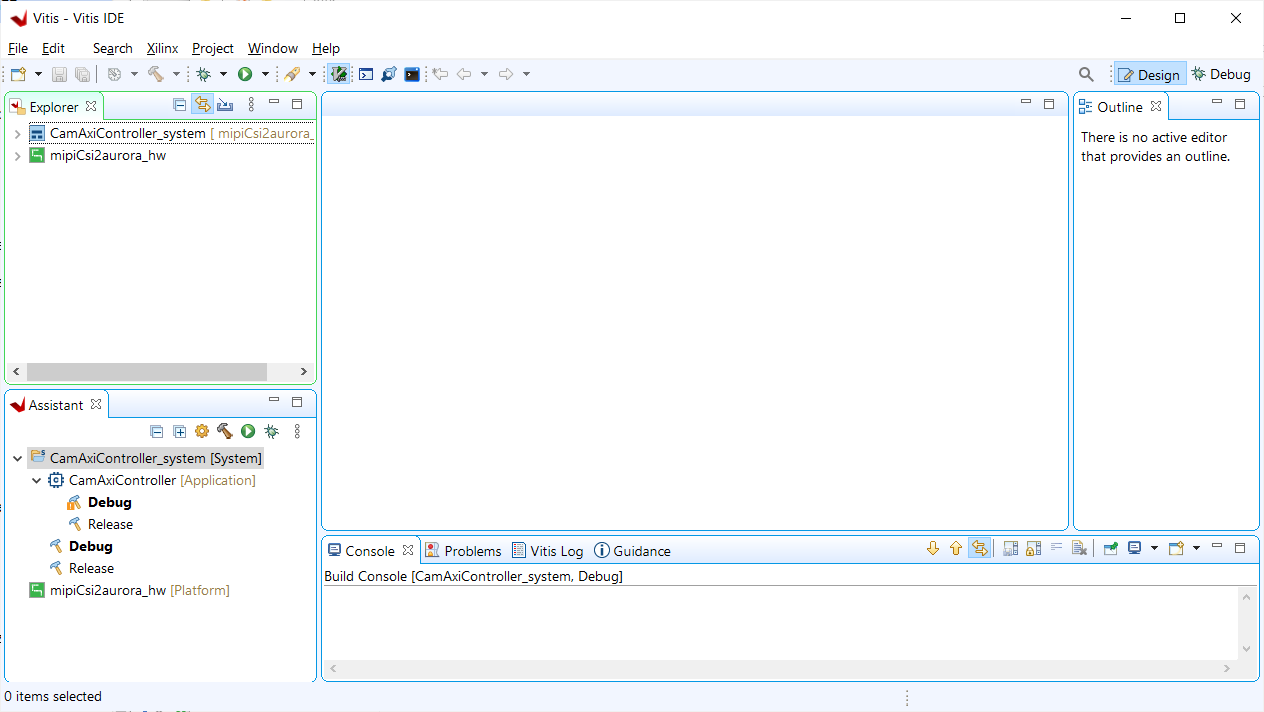 Vitis - Vitis IDE
File Edit Search Xilinx Project Window Help
Design Debug
Explorer
CamAxiController_system [ mipiCsi2aurora_
mipiCsi2aurora_hw
Outline
There is no active editor
that provides an outline.
Assistant
CamAxiController_system [System]
CamAxiController [Application]
Debug
Release
Debug
Release
mipiCsi2aurora_hw [Platform]
Console Problems Vitis Log Guidance
Build Console [CamAxiController_system, Debug]
0 items selected